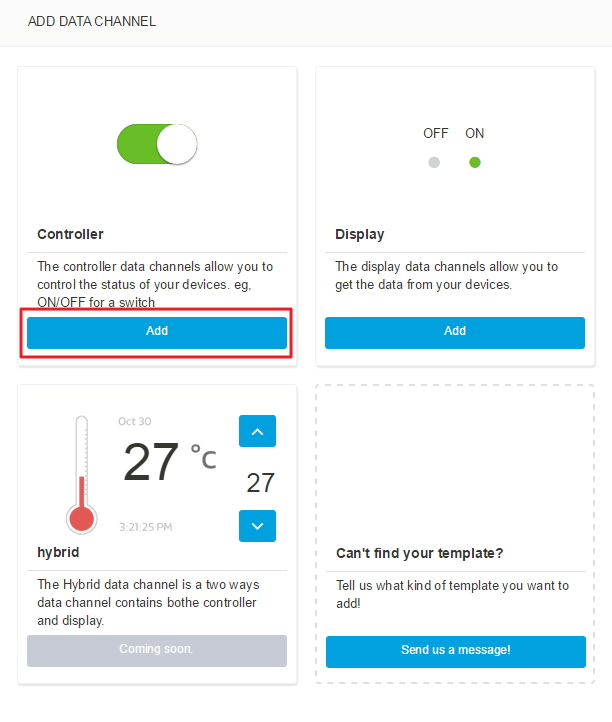 ADD DATA CHANNEL
OFF ON
Controller
The controller data channels allow you to
control the status of your devices. eg,
ON/OFF for a switch
Add
Display
The display data channels allow you to
get the data from your devices.
Add
Oct 30
27 °C
27
3:21:25 PM
hybrid
The Hybrid data channel is a two ways
data channel contains bothe controller
and display.
Coming soon.
Can't find your template?
Tell us what kind of template you want to
add!
Send us a message!